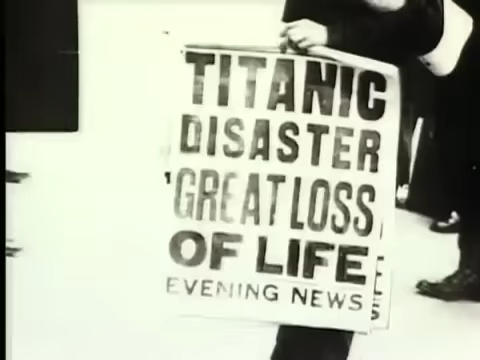 TITANIC
DISASTER
GREAT LOSS
OF LIFE
EVENING NEWS